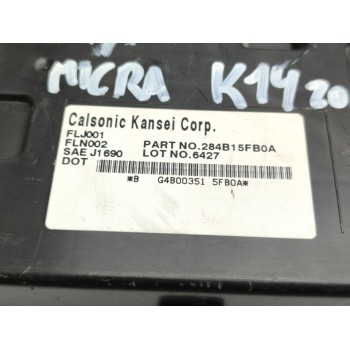 MICRA K14 20
Calsonic Kansei Corp.
FLJ001
FLN002 PART NO.284B15FB0A
SAE J1690 LOT NO.6427
DOT
*B G4B00351 5FB0A*